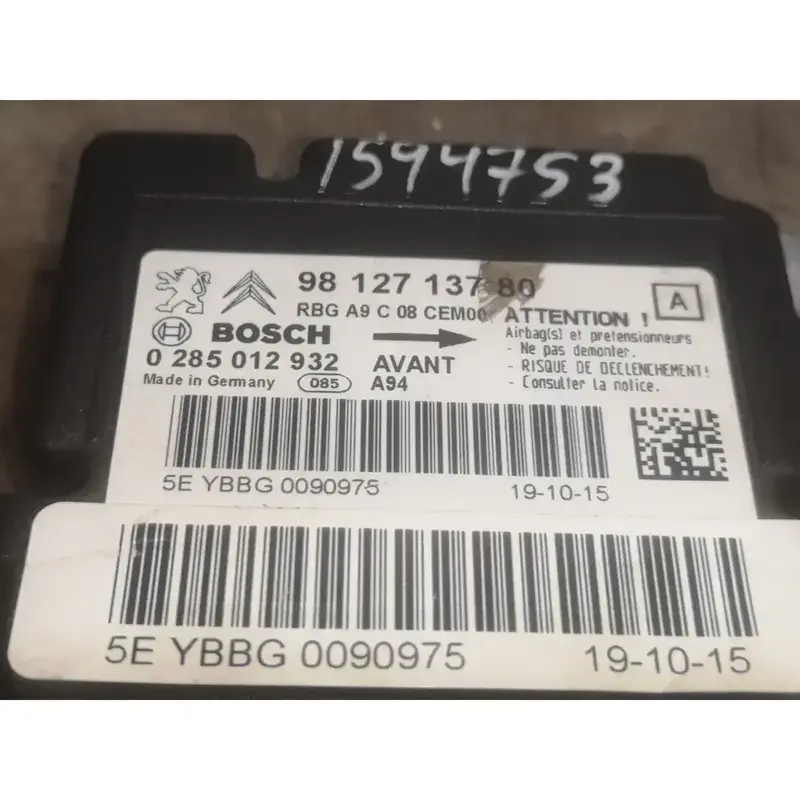 1594753
98 127 137 80
A
RBG A9 C 08 CEM00
ATTENTION !
Airbag(s) et pretensionneurs
- Ne pas demonter.
- RISQUE DE DECLENCHEMENT!
- Consulter la notice.
BOSCH
0 285 012 932
AVANT
Made in Germany
085
A94
5E YBBG 0090975
19-10-15
5E YBBG 0090975
19-10-15